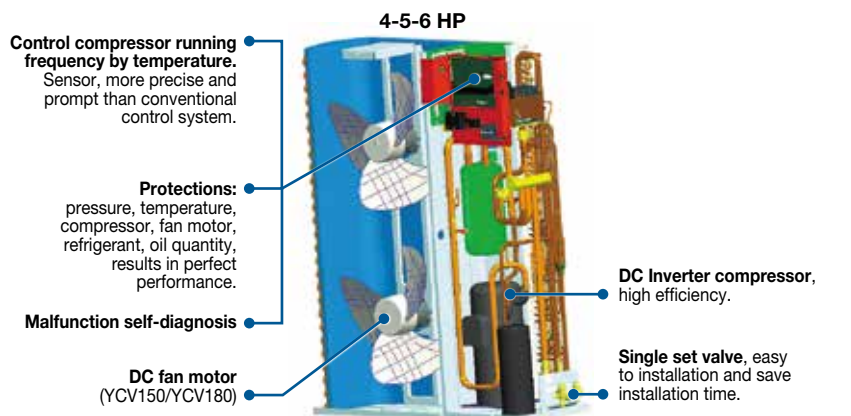 4-5-6 HP
Control compressor running
frequency by temperature.
Sensor, more precise and
prompt than conventional
control system.
Protections:
pressure, temperature,
compressor, fan motor,
refrigerant, oil quantity,
results in perfect
performance.
Malfunction self-diagnosis
DC fan motor
(YCV150/YCV180)
DC Inverter compressor,
high efficiency.
Single set valve, easy
to installation and save
installation time.